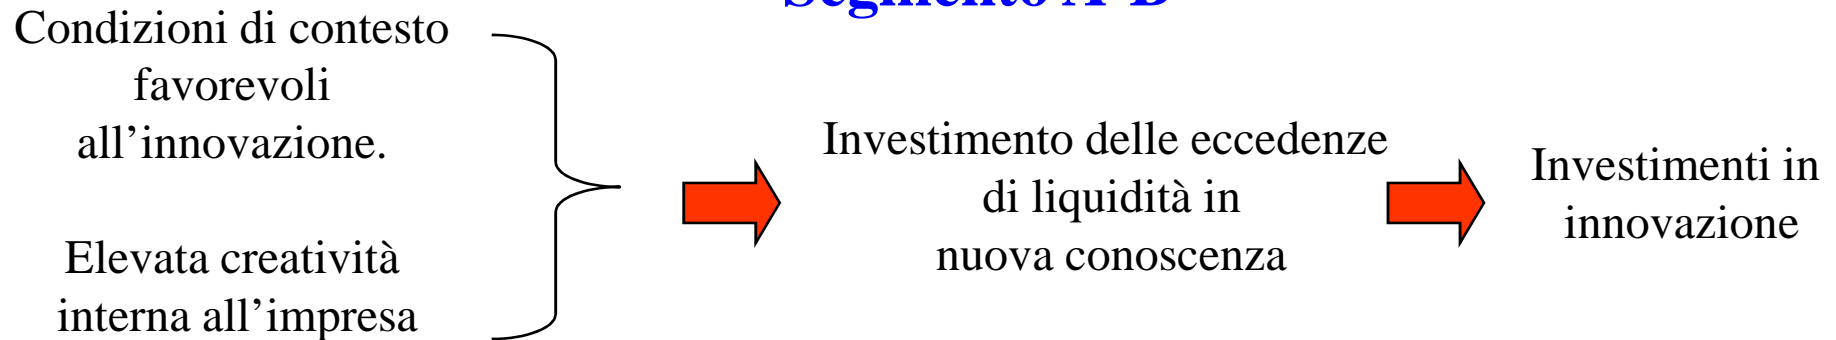 Segmento A-B
Condizioni di contesto
favorevoli
all’innovazione.
Elevata creatività
interna all’impresa
Investimento delle eccedenze
di liquidità in
nuova conoscenza
Investimenti in
innovazione